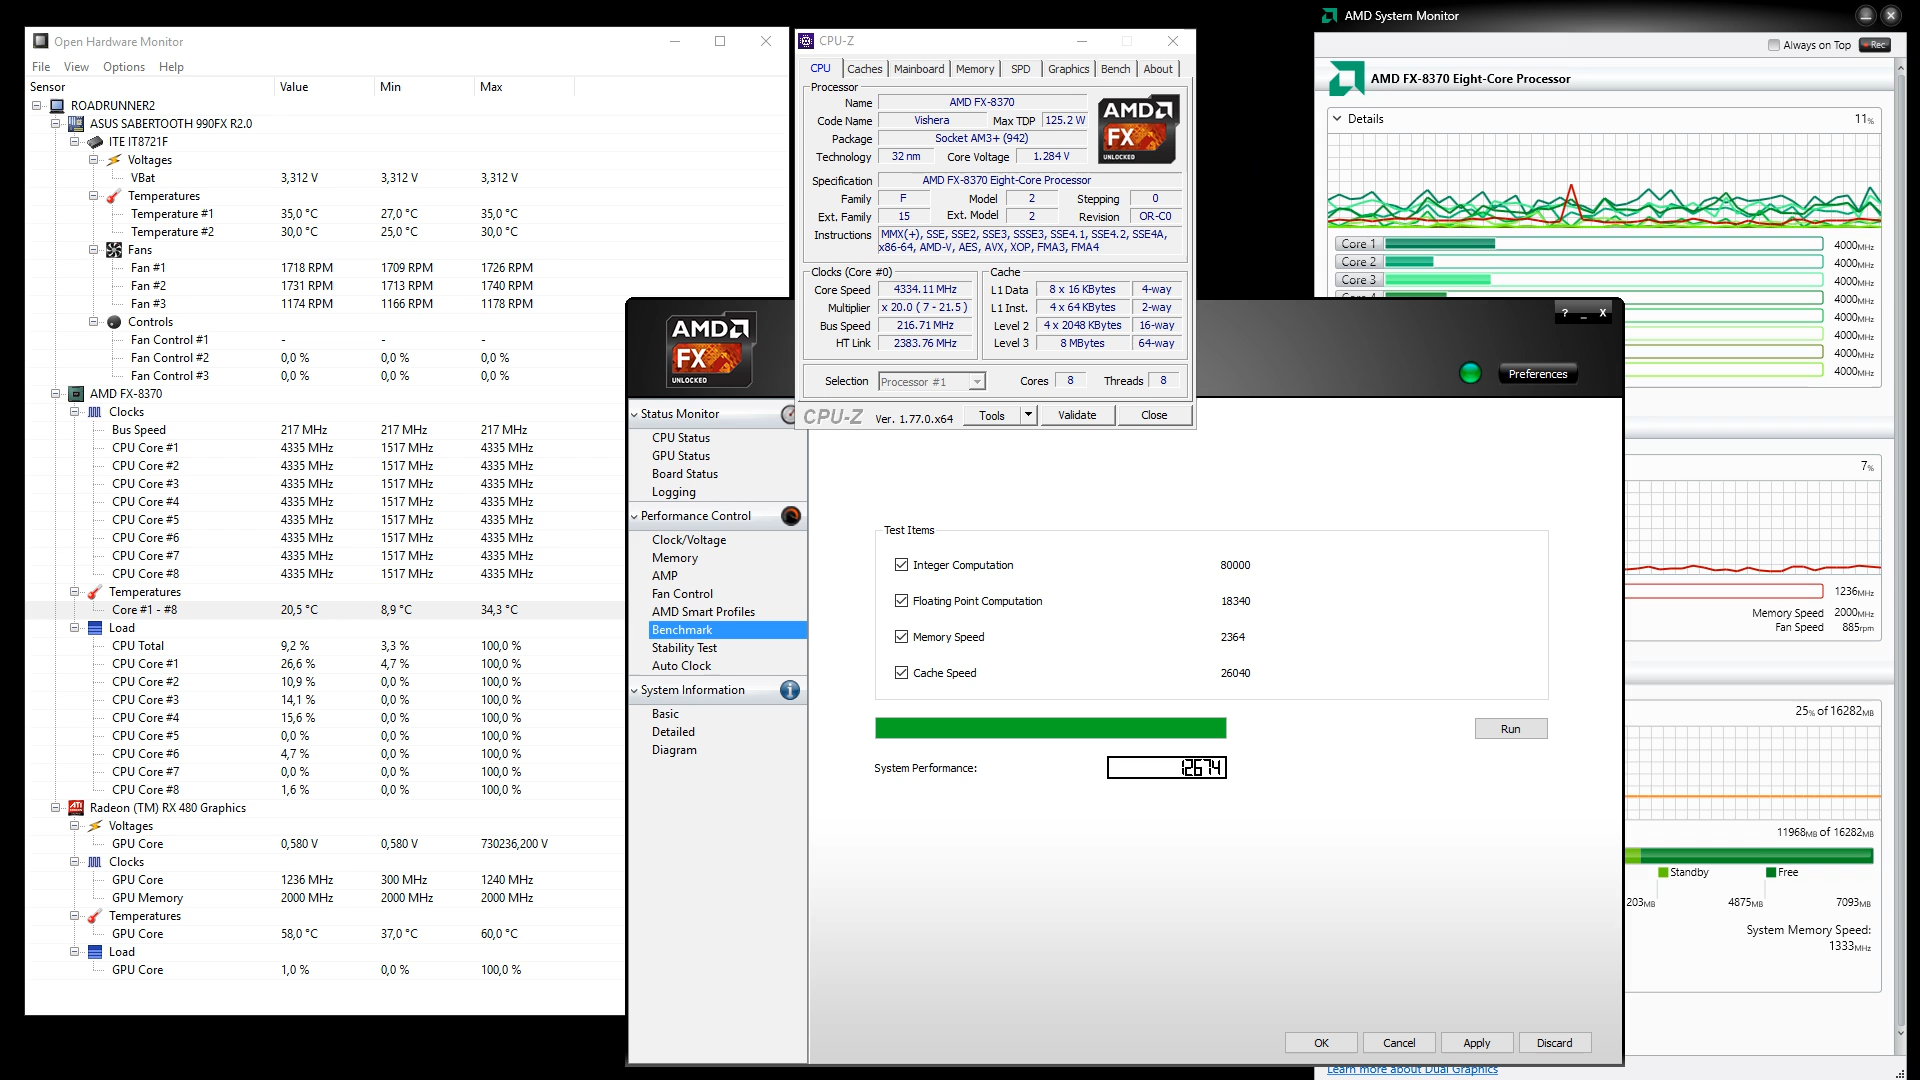 Open Hardware Monitor
File View Options Help
Sensor Value Min Max
ROADRUNNER2
ASUS SABERTOOTH 990FX R2.0
ITE IT8721F
Voltages
VBat 3,312 V 3,312 V 3,312 V
Temperatures
Temperature #1 35,0 °C 27,0 °C 35,0 °C
Temperature #2 30,0 °C 25,0 °C 30,0 °C
Fans
Fan #1 1718 RPM 1709 RPM 1726 RPM
Fan #2 1731 RPM 1713 RPM 1740 RPM
Fan #3 1174 RPM 1166 RPM 1178 RPM
Controls
Fan Control #1 - - -
Fan Control #2 0,0 % 0,0 % 0,0 %
Fan Control #3 0,0 % 0,0 % 0,0 %
AMD FX-8370
Clocks
Bus Speed 217 MHz 217 MHz 217 MHz
CPU Core #1 4335 MHz 1517 MHz 4335 MHz
CPU Core #2 4335 MHz 1517 MHz 4335 MHz
CPU Core #3 4335 MHz 1517 MHz 4335 MHz
CPU Core #4 4335 MHz 1517 MHz 4335 MHz
CPU Core #5 4335 MHz 1517 MHz 4335 MHz
CPU Core #6 4335 MHz 1517 MHz 4335 MHz
CPU Core #7 4335 MHz 1517 MHz 4335 MHz
CPU Core #8 4335 MHz 1517 MHz 4335 MHz
Temperatures
Core #1 - #8 20,5 °C 8,9 °C 34,3 °C
Load
CPU Total 9,2 % 3,3 % 100,0 %
CPU Core #1 26,6 % 4,7 % 100,0 %
CPU Core #2 10,9 % 0,0 % 100,0 %
CPU Core #3 14,1 % 0,0 % 100,0 %
CPU Core #4 15,6 % 0,0 % 100,0 %
CPU Core #5 0,0 % 0,0 % 100,0 %
CPU Core #6 4,7 % 0,0 % 100,0 %
CPU Core #7 0,0 % 0,0 % 100,0 %
CPU Core #8 1,6 % 0,0 % 100,0 %
ATI Radeon (TM) RX 480 Graphics
Voltages
GPU Core 0,580 V 0,580 V 730236,200 V
Clocks
GPU Core 1236 MHz 300 MHz 1240 MHz
GPU Memory 2000 MHz 2000 MHz 2000 MHz
Temperatures
GPU Core 58,0 °C 37,0 °C 60,0 °C
Load
GPU Core 1,0 % 0,0 % 100,0 %
CPU-Z
CPU Caches Mainboard Memory SPD Graphics Bench About
Processor
Name AMD FX-8370
Code Name Vishera Max TDP 125.2 W
Package Socket AM3+ (942)
Technology 32 nm Core Voltage 1.284 V
AMD
FX
UNLOCKED
Specification AMD FX-8370 Eight-Core Processor
Family F Model 2 Stepping 0
Ext. Family 15 Ext. Model 2 Revision OR-C0
Instructions MMX(+), SSE, SSE2, SSE3, SSSE3, SSE4.1, SSE4.2, SSE4A,
x86-64, AMD-V, AES, AVX, XOP, FMA3, FMA4
Clocks (Core #0) Cache
Core Speed 4334.11 MHz L1 Data 8 x 16 KBytes 4-way
Multiplier x 20.0 ( 7 - 21.5 ) L1 Inst. 4 x 64 KBytes 2-way
Bus Speed 216.71 MHz Level 2 4 x 2048 KBytes 16-way
HT Link 2383.76 MHz Level 3 8 MBytes 64-way
Selection Processor #1 Cores 8 Threads 8
CPU-Z Ver. 1.77.0.x64 Tools Validate Close
AMD
FX
UNLOCKED
? _ X
Preferences
Status Monitor
CPU Status
GPU Status
Board Status
Logging
Performance Control
Clock/Voltage
Memory
AMP
Fan Control
AMD Smart Profiles
Benchmark
Stability Test
Auto Clock
System Information
Basic
Detailed
Diagram
Test Items
Integer Computation 80000
Floating Point Computation 18340
Memory Speed 2364
Cache Speed 26040
Run
System Performance: 12674
OK Cancel Apply Discard
AMD System Monitor
Always on Top Rec
AMD FX-8370 Eight-Core Processor
Details 11%
Core 1 4000MHz
Core 2 4000MHz
Core 3 4000MHz
4000MHz
4000MHz
4000MHz
4000MHz
4000MHz
7%
1236MHz
Memory Speed 2000MHz
Fan Speed 885rpm
25% of 16282MB
11968MB of 16282MB
Standby Free
203MB 4875MB 7093MB
System Memory Speed:
1333MHz
Learn more about Dual Graphics